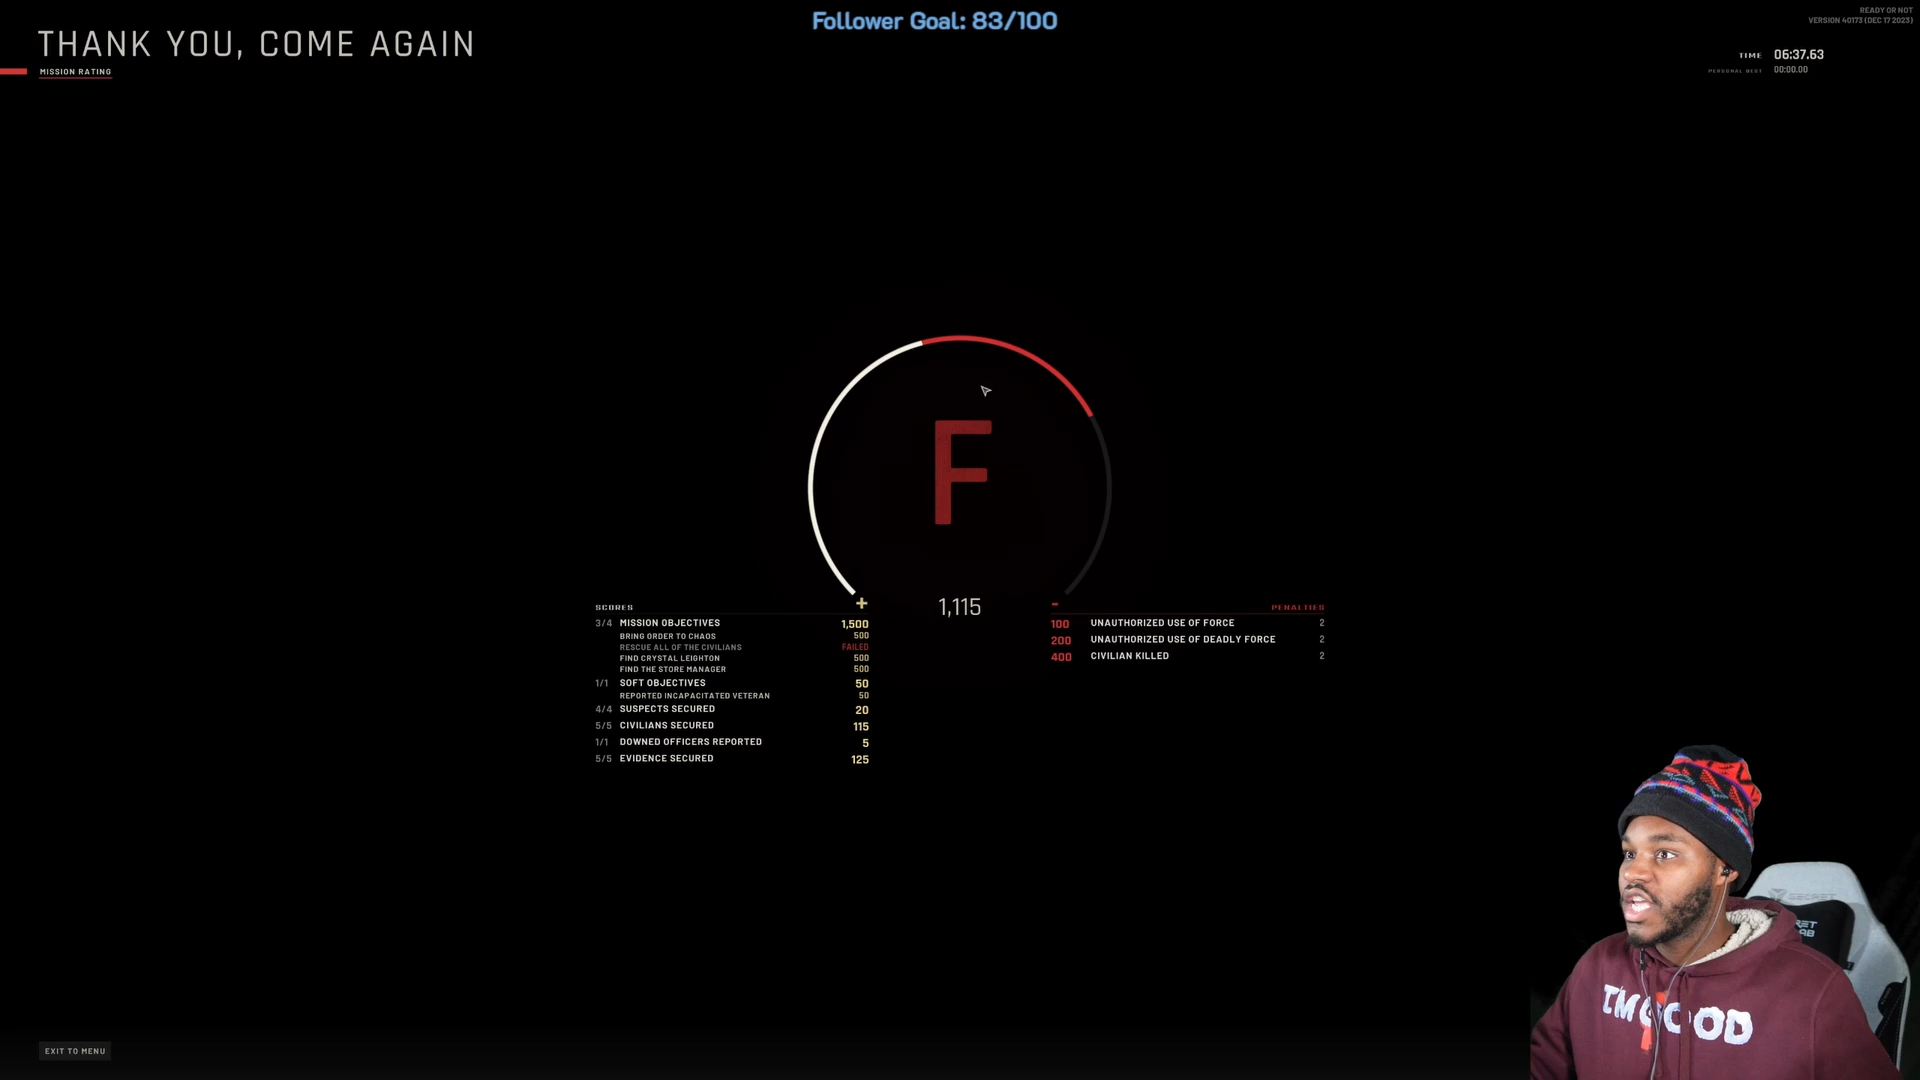 THANK YOU, COME AGAIN
MISSION RATING
Follower Goal: 83/100
READY OR NOT
VERSION 40173 (DEC 17 2023)
TIME 06:37.63
PERSONAL BEST 00:00.00
F
1,115
SCORES +
3/4 MISSION OBJECTIVES 1,500
BRING ORDER TO CHAOS 500
RESCUE ALL OF THE CIVILIANS FAILED
FIND CRYSTAL LEIGHTON 500
FIND THE STORE MANAGER 500
1/1 SOFT OBJECTIVES 50
REPORTED INCAPACITATED VETERAN 50
4/4 SUSPECTS SECURED 20
5/5 CIVILIANS SECURED 115
1/1 DOWNED OFFICERS REPORTED 5
5/5 EVIDENCE SECURED 125
- PENALTIES
100 UNAUTHORIZED USE OF FORCE 2
200 UNAUTHORIZED USE OF DEADLY FORCE 2
400 CIVILIAN KILLED 2
I'M GOOD
EXIT TO MENU